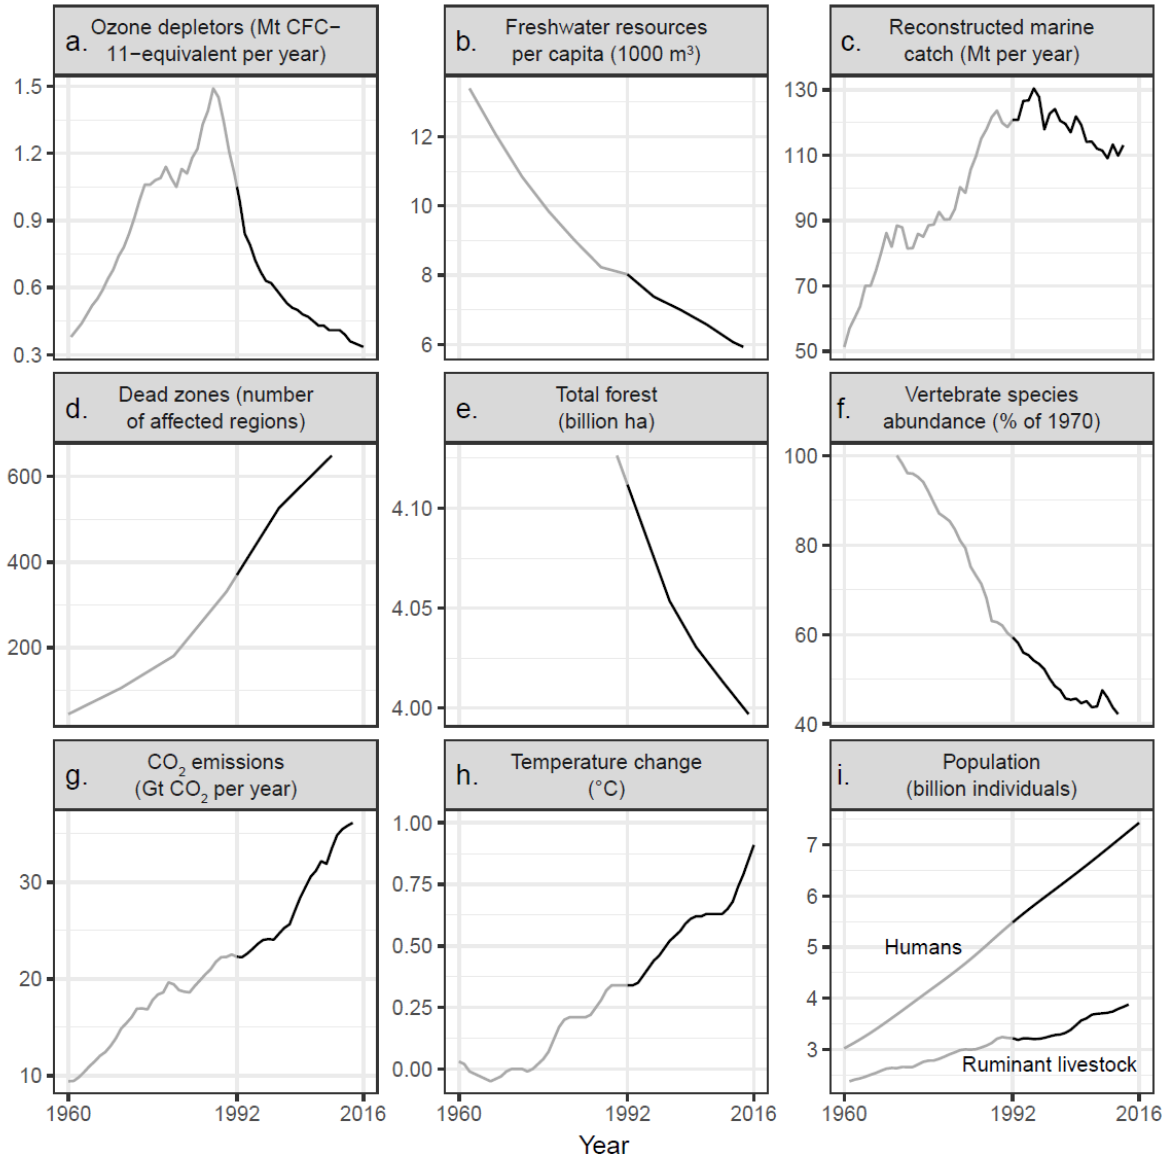 a. Ozone depletors (Mt CFC−
11−equivalent per year)
b. Freshwater resources
per capita (1000 m³)
c. Reconstructed marine
catch (Mt per year)
1.5
1.2
0.9
0.6
0.3
12
10
8
6
130
110
90
70
50
d. Dead zones (number
of affected regions)
e. Total forest
(billion ha)
f. Vertebrate species
abundance (% of 1970)
600
400
200
4.10
4.05
4.00
100
80
60
40
g. CO₂ emissions
(Gt CO₂ per year)
h. Temperature change
(°C)
i. Population
(billion individuals)
30
20
10
1.00
0.75
0.50
0.25
0.00
7
6
5
4
3
Humans
Ruminant livestock
1960 1992 2016
1960 1992 2016
1960 1992 2016
Year